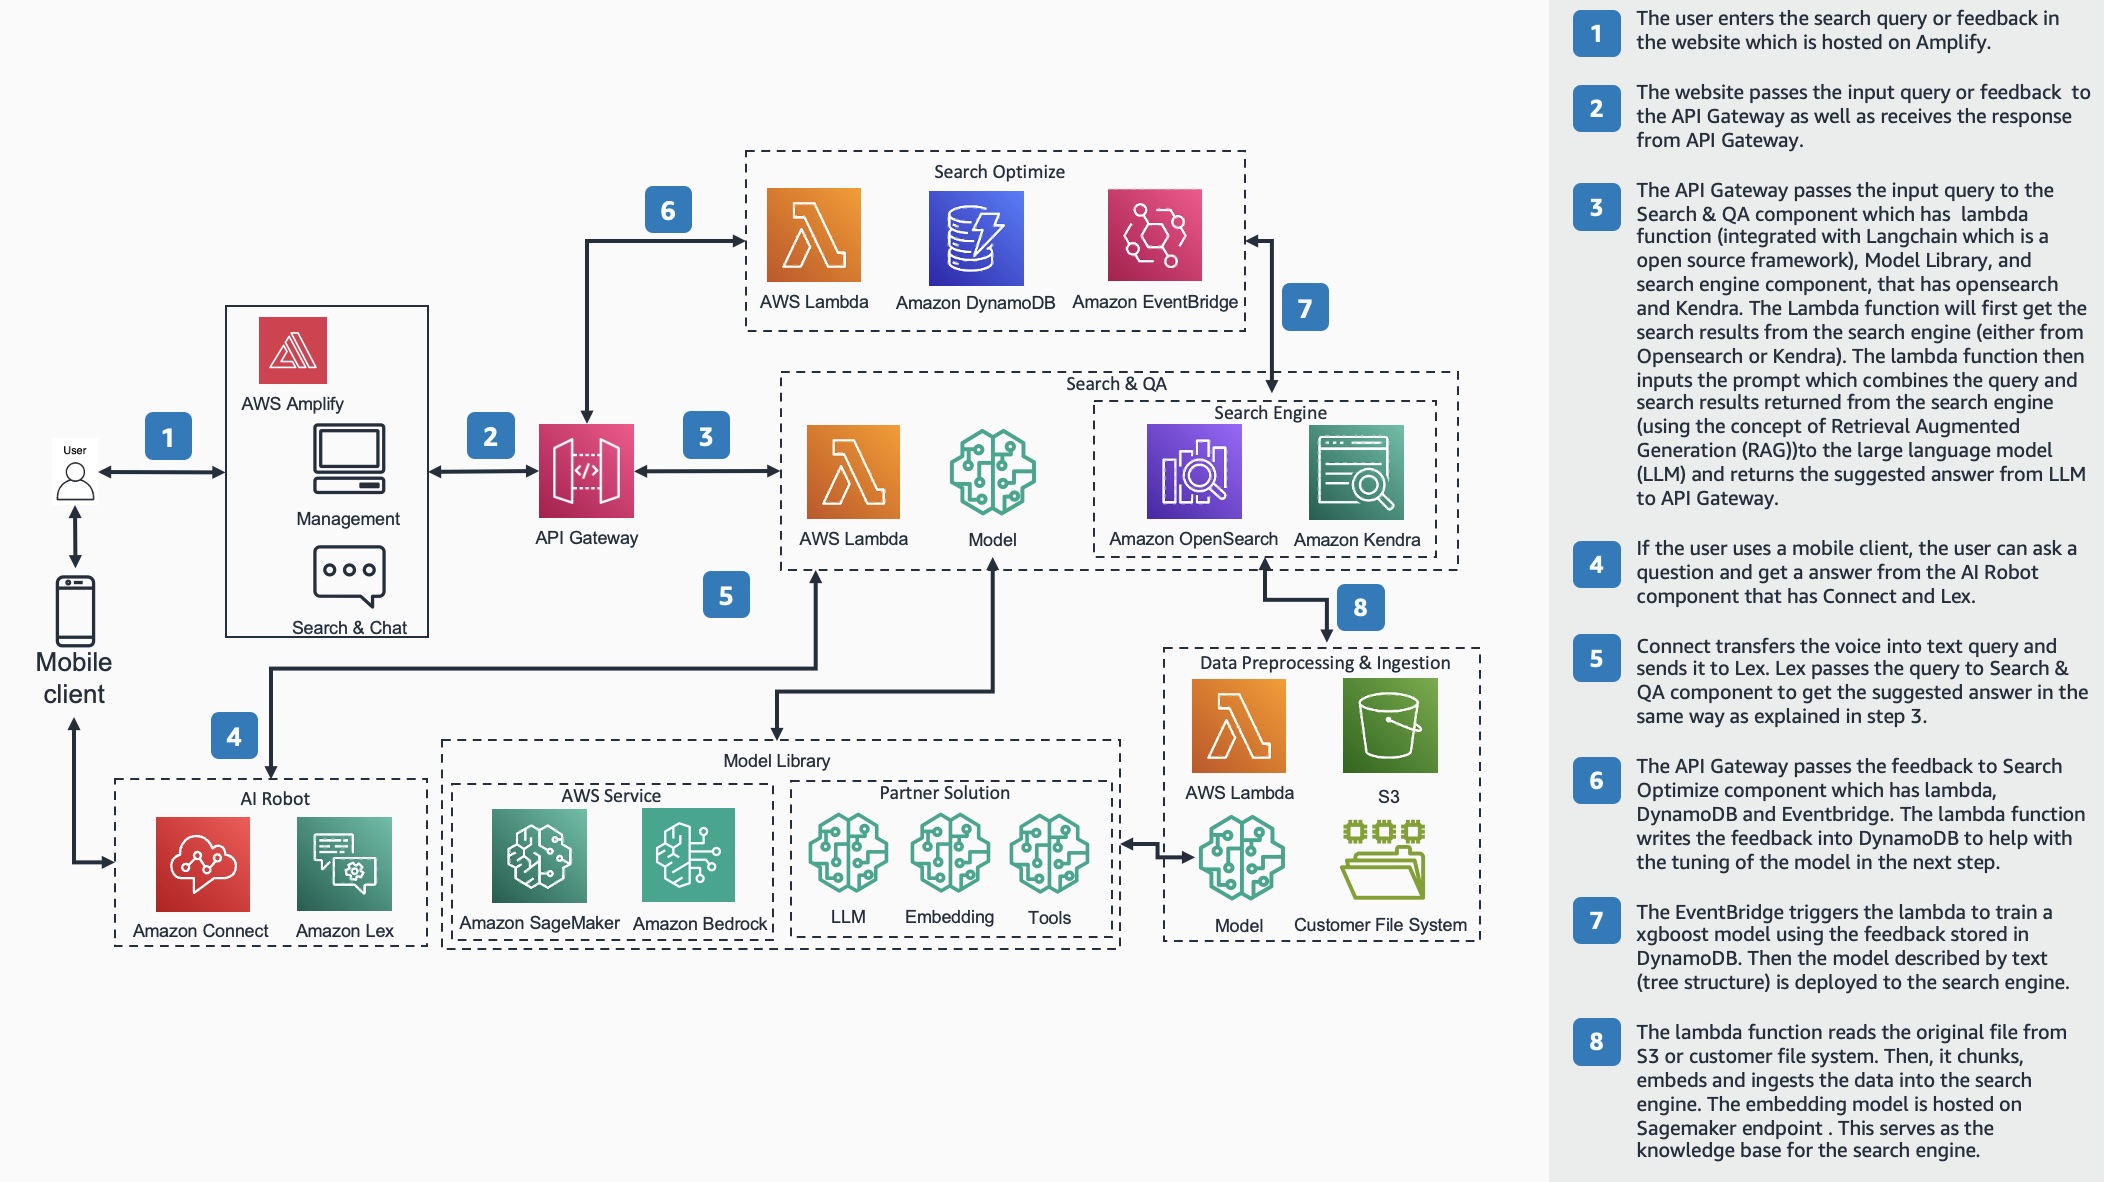 Search Optimize
6
AWS Lambda
Amazon DynamoDB
Amazon EventBridge
7
AWS Amplify
Management
Search & Chat
1
User
2
API Gateway
3
Search & QA
AWS Lambda
Model
Search Engine
Amazon OpenSearch
Amazon Kendra
5
8
Mobile
client
4
AI Robot
Amazon Connect
Amazon Lex
Model Library
AWS Service
Amazon SageMaker
Amazon Bedrock
Partner Solution
LLM
Embedding
Tools
Data Preprocessing & Ingestion
AWS Lambda
S3
Model
Customer File System
1
The user enters the search query or feedback in
the website which is hosted on Amplify.
2
The website passes the input query or feedback  to
the API Gateway as well as receives the response
from API Gateway.
3
The API Gateway passes the input query to the
Search & QA component which has  lambda
function (integrated with Langchain which is a
open source framework), Model Library, and
search engine component, that has opensearch
and Kendra. The Lambda function will first get the
search results from the search engine (either from
Opensearch or Kendra). The lambda function then
inputs the prompt which combines the query and
search results returned from the search engine
(using the concept of Retrieval Augmented
Generation (RAG))to the large language model
(LLM) and returns the suggested answer from LLM
to API Gateway.
4
If the user uses a mobile client, the user can ask a
question and get a answer from the AI Robot
component that has Connect and Lex.
5
Connect transfers the voice into text query and
sends it to Lex. Lex passes the query to Search &
QA component to get the suggested answer in the
same way as explained in step 3.
6
The API Gateway passes the feedback to Search
Optimize component which has lambda,
DynamoDB and Eventbridge. The lambda function
writes the feedback into DynamoDB to help with
the tuning of the model in the next step.
7
The EventBridge triggers the lambda to train a
xgboost model using the feedback stored in
DynamoDB. Then the model described by text
(tree structure) is deployed to the search engine.
8
The lambda function reads the original file from
S3 or customer file system. Then, it chunks,
embeds and ingests the data into the search
engine. The embedding model is hosted on
Sagemaker endpoint . This serves as the
knowledge base for the search engine.